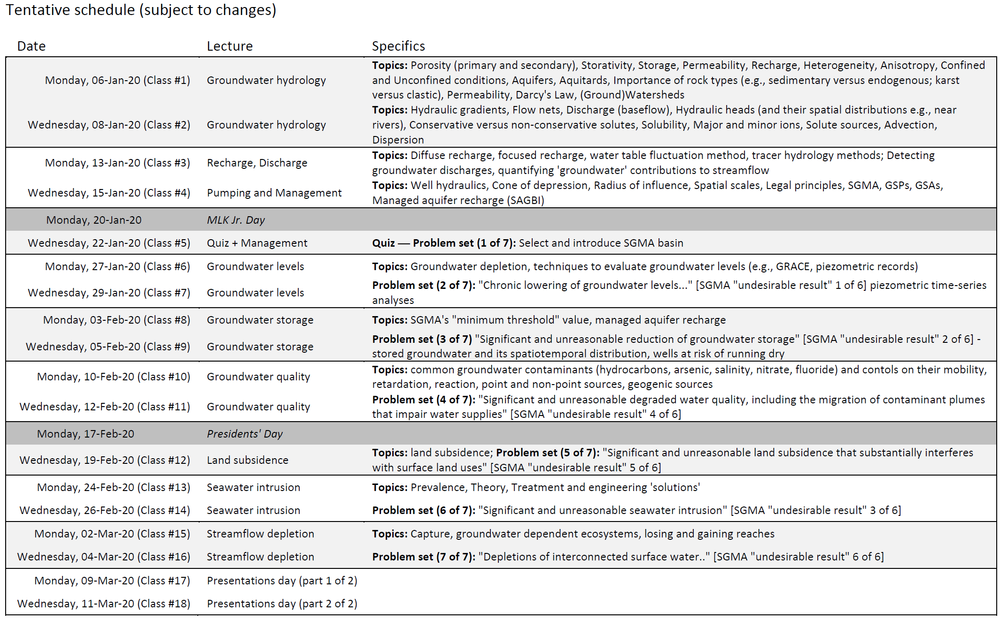 Tentative schedule (subject to changes)
Date Lecture Specifics
Monday, 06-Jan-20 (Class #1) Groundwater hydrology Topics: Porosity (primary and secondary), Storativity, Storage, Permeability, Recharge, Heterogeneity, Anisotropy, Confined
and Unconfined conditions, Aquifers, Aquitards, Importance of rock types (e.g., sedimentary versus endogenous; karst
versus clastic), Permeability, Darcy's Law, (Ground)Watersheds
Wednesday, 08-Jan-20 (Class #2) Groundwater hydrology Topics: Hydraulic gradients, Flow nets, Discharge (baseflow), Hydraulic heads (and their spatial distributions e.g., near
rivers), Conservative versus non-conservative solutes, Solubility, Major and minor ions, Solute sources, Advection,
Dispersion
Monday, 13-Jan-20 (Class #3) Recharge, Discharge Topics: Diffuse recharge, focused recharge, water table fluctuation method, tracer hydrology methods; Detecting
groundwater discharges, quantifying 'groundwater' contributions to streamflow
Wednesday, 15-Jan-20 (Class #4) Pumping and Management Topics: Well hydraulics, Cone of depression, Radius of influence, Spatial scales, Legal principles, SGMA, GSPs, GSAs,
Managed aquifer recharge (SAGBI)
Monday, 20-Jan-20 MLK Jr. Day
Wednesday, 22-Jan-20 (Class #5) Quiz + Management Quiz — Problem set (1 of 7): Select and introduce SGMA basin
Monday, 27-Jan-20 (Class #6) Groundwater levels Topics: Groundwater depletion, techniques to evaluate groundwater levels (e.g., GRACE, piezometric records)
Wednesday, 29-Jan-20 (Class #7) Groundwater levels Problem set (2 of 7): "Chronic lowering of groundwater levels..." [SGMA "undesirable result" 1 of 6] piezometric time-series
analyses
Monday, 03-Feb-20 (Class #8) Groundwater storage Topics: SGMA's "minimum threshold" value, managed aquifer recharge
Wednesday, 05-Feb-20 (Class #9) Groundwater storage Problem set (3 of 7) "Significant and unreasonable reduction of groundwater storage" [SGMA "undesirable result" 2 of 6] -
stored groundwater and its spatiotemporal distribution, wells at risk of running dry
Monday, 10-Feb-20 (Class #10) Groundwater quality Topics: common groundwater contaminants (hydrocarbons, arsenic, salinity, nitrate, fluoride) and contols on their mobility,
retardation, reaction, point and non-point sources, geogenic sources
Wednesday, 12-Feb-20 (Class #11) Groundwater quality Problem set (4 of 7): "Significant and unreasonable degraded water quality, including the migration of contaminant plumes
that impair water supplies" [SGMA "undesirable result" 4 of 6]
Monday, 17-Feb-20 Presidents' Day
Wednesday, 19-Feb-20 (Class #12) Land subsidence Topics: land subsidence; Problem set (5 of 7): "Significant and unreasonable land subsidence that substantially interferes
with surface land uses" [SGMA "undesirable result" 5 of 6]
Monday, 24-Feb-20 (Class #13) Seawater intrusion Topics: Prevalence, Theory, Treatment and engineering 'solutions'
Wednesday, 26-Feb-20 (Class #14) Seawater intrusion Problem set (6 of 7): "Significant and unreasonable seawater intrusion" [SGMA "undesirable result" 3 of 6]
Monday, 02-Mar-20 (Class #15) Streamflow depletion Topics: Capture, groundwater dependent ecosystems, losing and gaining reaches
Wednesday, 04-Mar-20 (Class #16) Streamflow depletion Problem set (7 of 7): "Depletions of interconnected surface water.." [SGMA "undesirable result" 6 of 6]
Monday, 09-Mar-20 (Class #17) Presentations day (part 1 of 2)
Wednesday, 11-Mar-20 (Class #18) Presentations day (part 2 of 2)